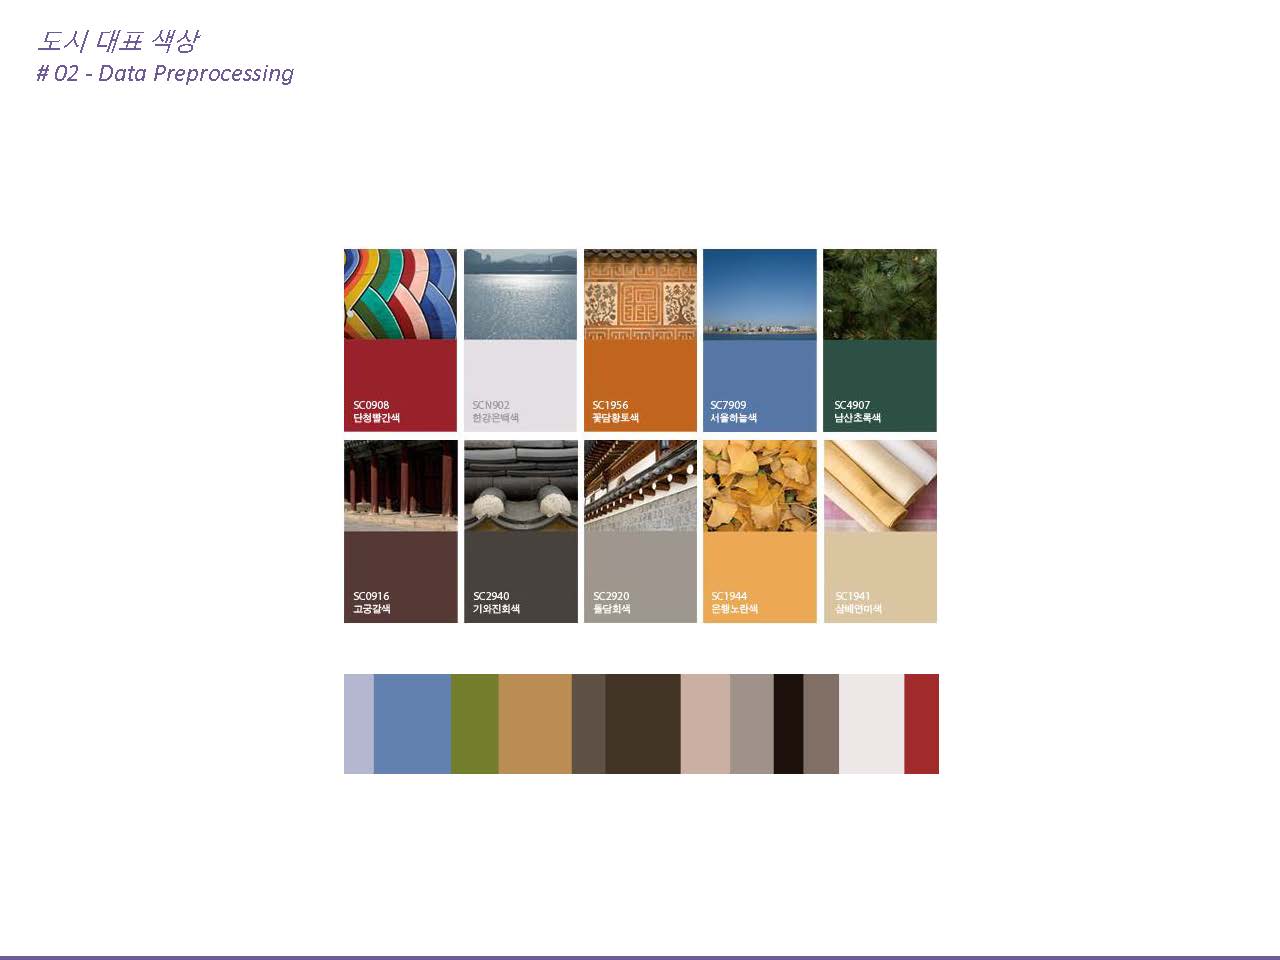 도시 대표 색상
# 02 - Data Preprocessing
SC0908
단청빨간색
SCN902
한강은백색
SC1956
꽃담황토색
SC7909
서울하늘색
SC4907
남산초록색
SC0916
고궁갈색
SC2940
기와진회색
SC2920
돌담회색
SC1944
은행노란색
SC1941
삼베연미색